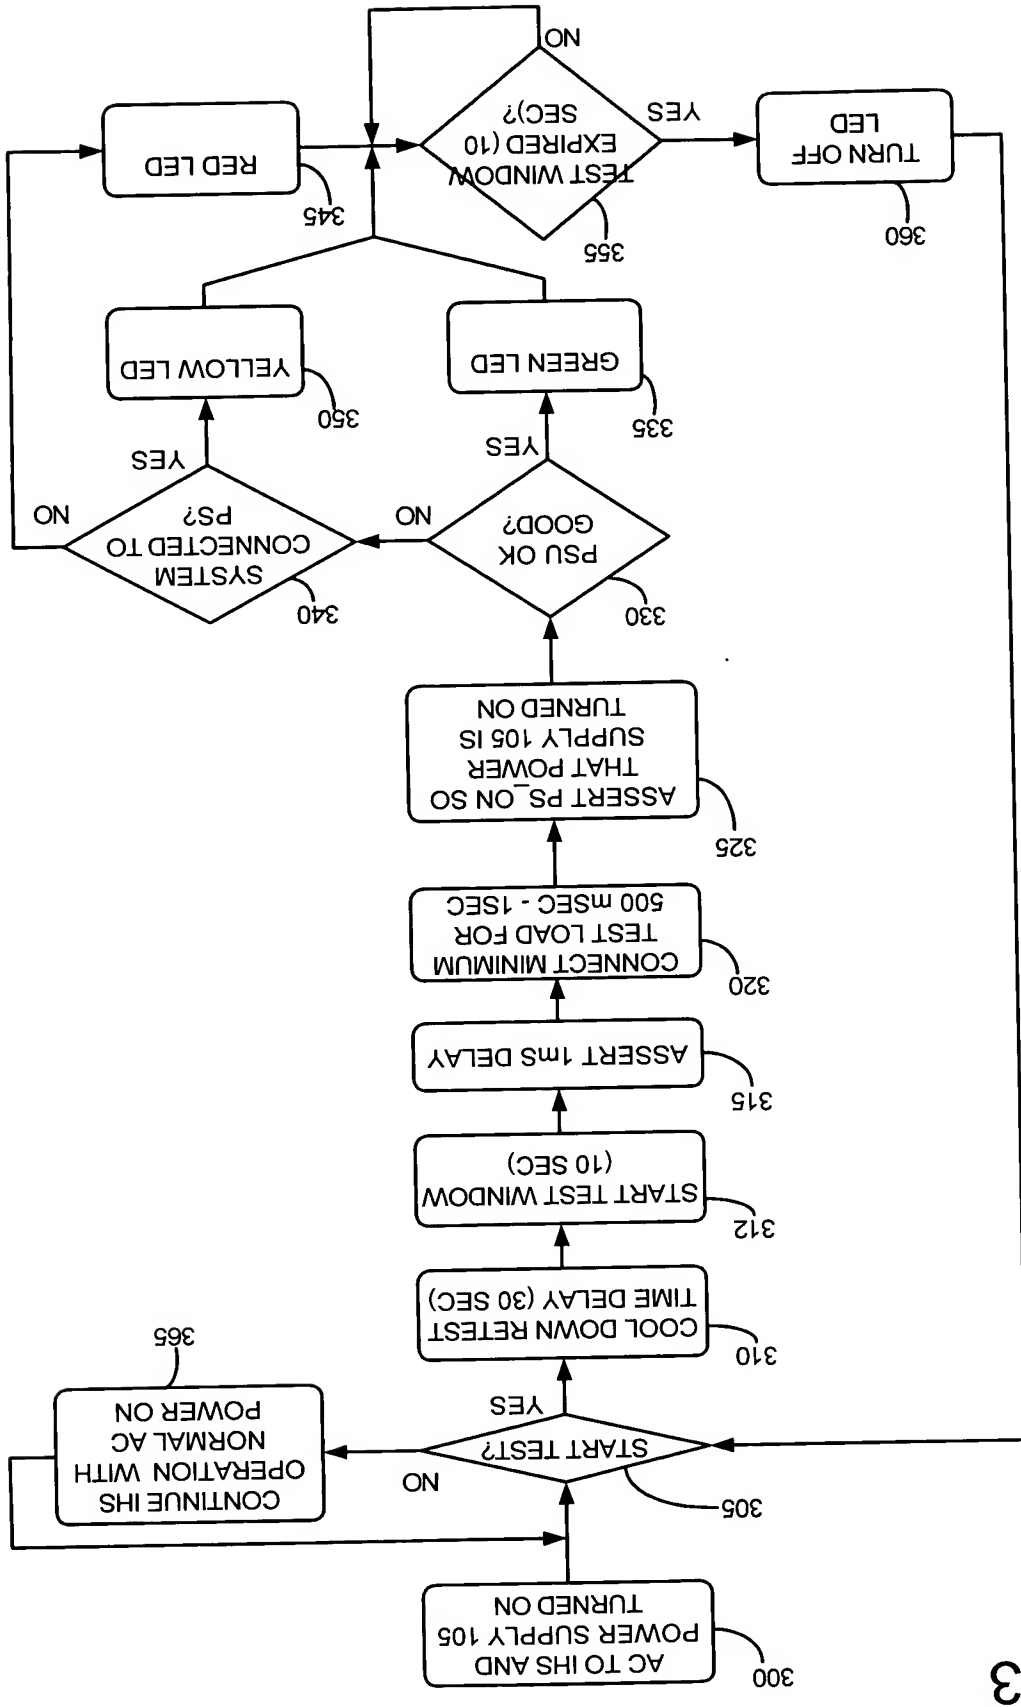 300
AC TO IHS AND
POWER SUPPLY 105
TURNED ON
305
START TEST?
NO
YES
365
CONTINUE IHS
OPERATION WITH
NORMAL AC
POWER ON
310
COOL DOWN RETEST
TIME DELAY (30 SEC)
312
START TEST WINDOW
(10 SEC)
315
ASSERT 1mS DELAY
320
CONNECT MINIMUM
TEST LOAD FOR
500 mSEC - 1SEC
325
ASSERT PS_ON SO
THAT POWER
SUPPLY 105 IS
TURNED ON
330
PSU OK
GOOD?
NO
YES
340
SYSTEM
CONNECTED TO
PS?
NO
YES
335
GREEN LED
350
YELLOW LED
345
RED LED
355
TEST WINDOW
EXPIRED (10
SEC)?
NO
YES
360
TURN OFF
LED
3